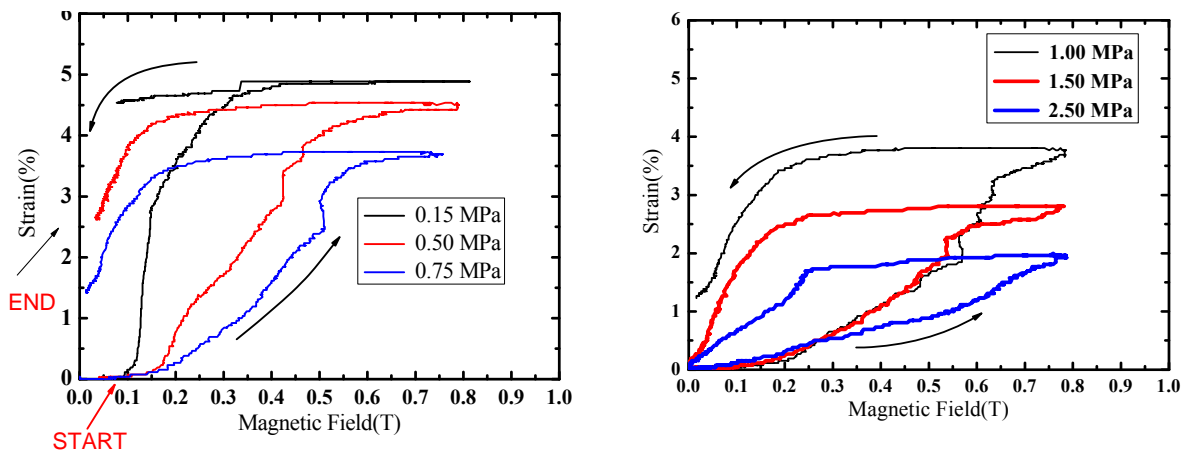 6
5
4
3
2
1
0
Strain(%)
0.0 0.1 0.2 0.3 0.4 0.5 0.6 0.7 0.8 0.9 1.0
Magnetic Field(T)
0.15 MPa
0.50 MPa
0.75 MPa
END
START
6
5
4
3
2
1
0
Strain(%)
0.0 0.1 0.2 0.3 0.4 0.5 0.6 0.7 0.8 0.9 1.0
Magnetic Field(T)
1.00 MPa
1.50 MPa
2.50 MPa